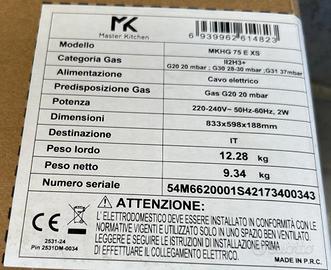 MK
Master Kitchen
6939962614823
Modello MKHG 75 E XS
Categoria Gas II2H3+
G20 20 mbar ; G30 28-30 mbar ;G31 37mbar
Alimentazione Cavo elettrico
Predisposizione Gas Gas G20 20 mbar
Potenza 220-240V~ 50Hz-60Hz, 2W
Dimensioni 833x598x188mm
IT
Peso lordo 12.28 kg
Peso netto 9.34 kg
Numero seriale 54M6620001S42173400343
CE
2531-24
Pin 2531DM-0034
ATTENZIONE:
L' ELETTRODOMESTICO DEVE ESSERE INSTALLATO IN CONFORMITÀ CON LE
NORMATIVE VIGENTI E UTILIZZATO SOLO IN UNO SPAZIO BEN VENTILATO.
LEGGERE E SEGUIRE LE ISTRUZIONI DI INSTALLAZIONE PRIMA
DI EFFETTUARE IL COLLEGAMENTO ELETTRICO.
MADE IN P.R.C.